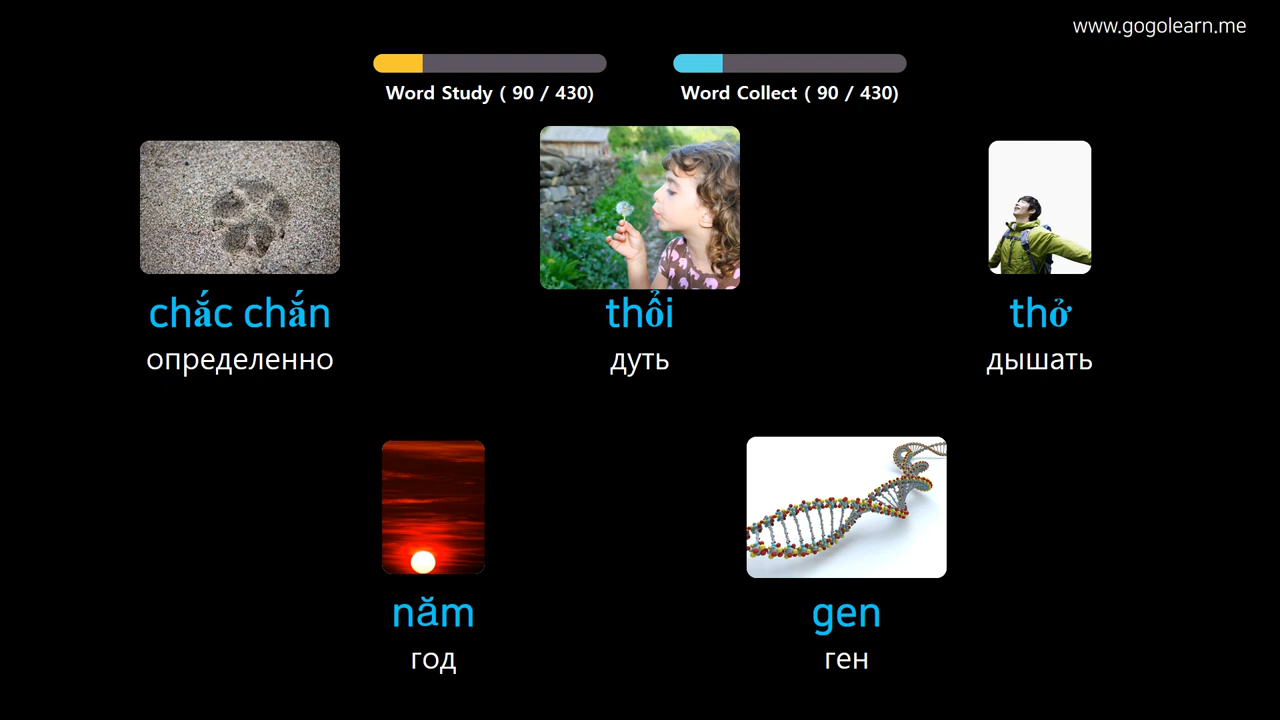 www.gogolearn.me
Word Study ( 90 / 430)
Word Collect ( 90 / 430)
chắc chắn
определенно
thổi
дуть
thở
дышать
năm
год
gen
ген